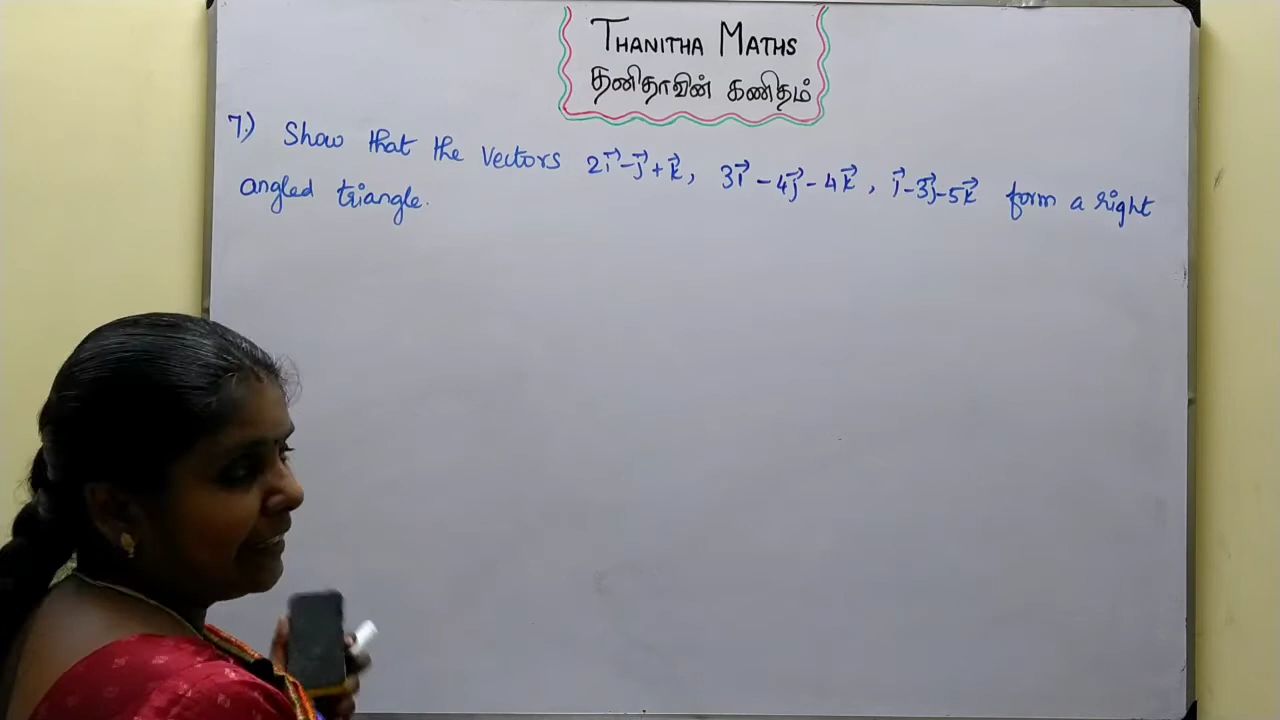 THANITHA MATHS
தனிதாவின் கணிதம்
7.) Show that the vectors 2i⃗ - j⃗ + k⃗, 3i⃗ - 4j⃗ - 4k⃗, i⃗ - 3j⃗ - 5k⃗ form a right
angled triangle.